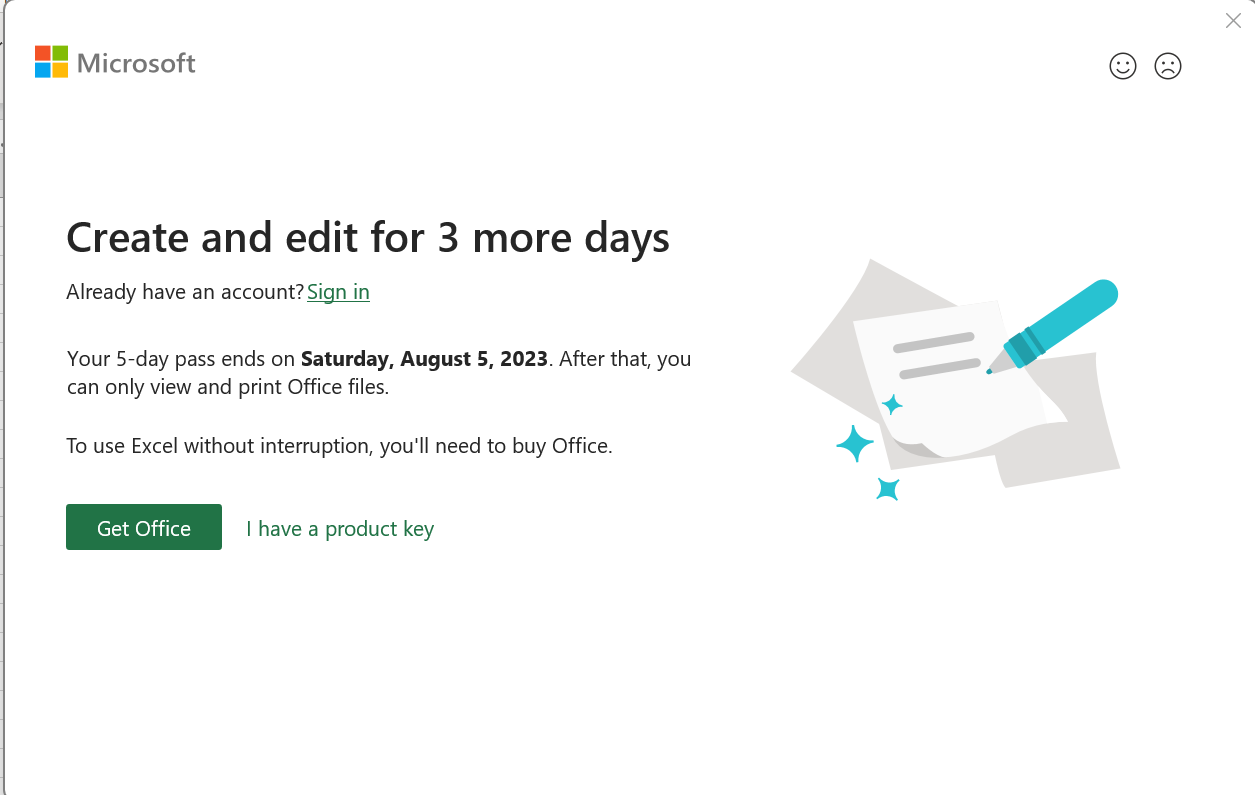 Microsoft
Create and edit for 3 more days
Already have an account? Sign in
Your 5-day pass ends on Saturday, August 5, 2023. After that, you
can only view and print Office files.
To use Excel without interruption, you'll need to buy Office.
Get Office
I have a product key